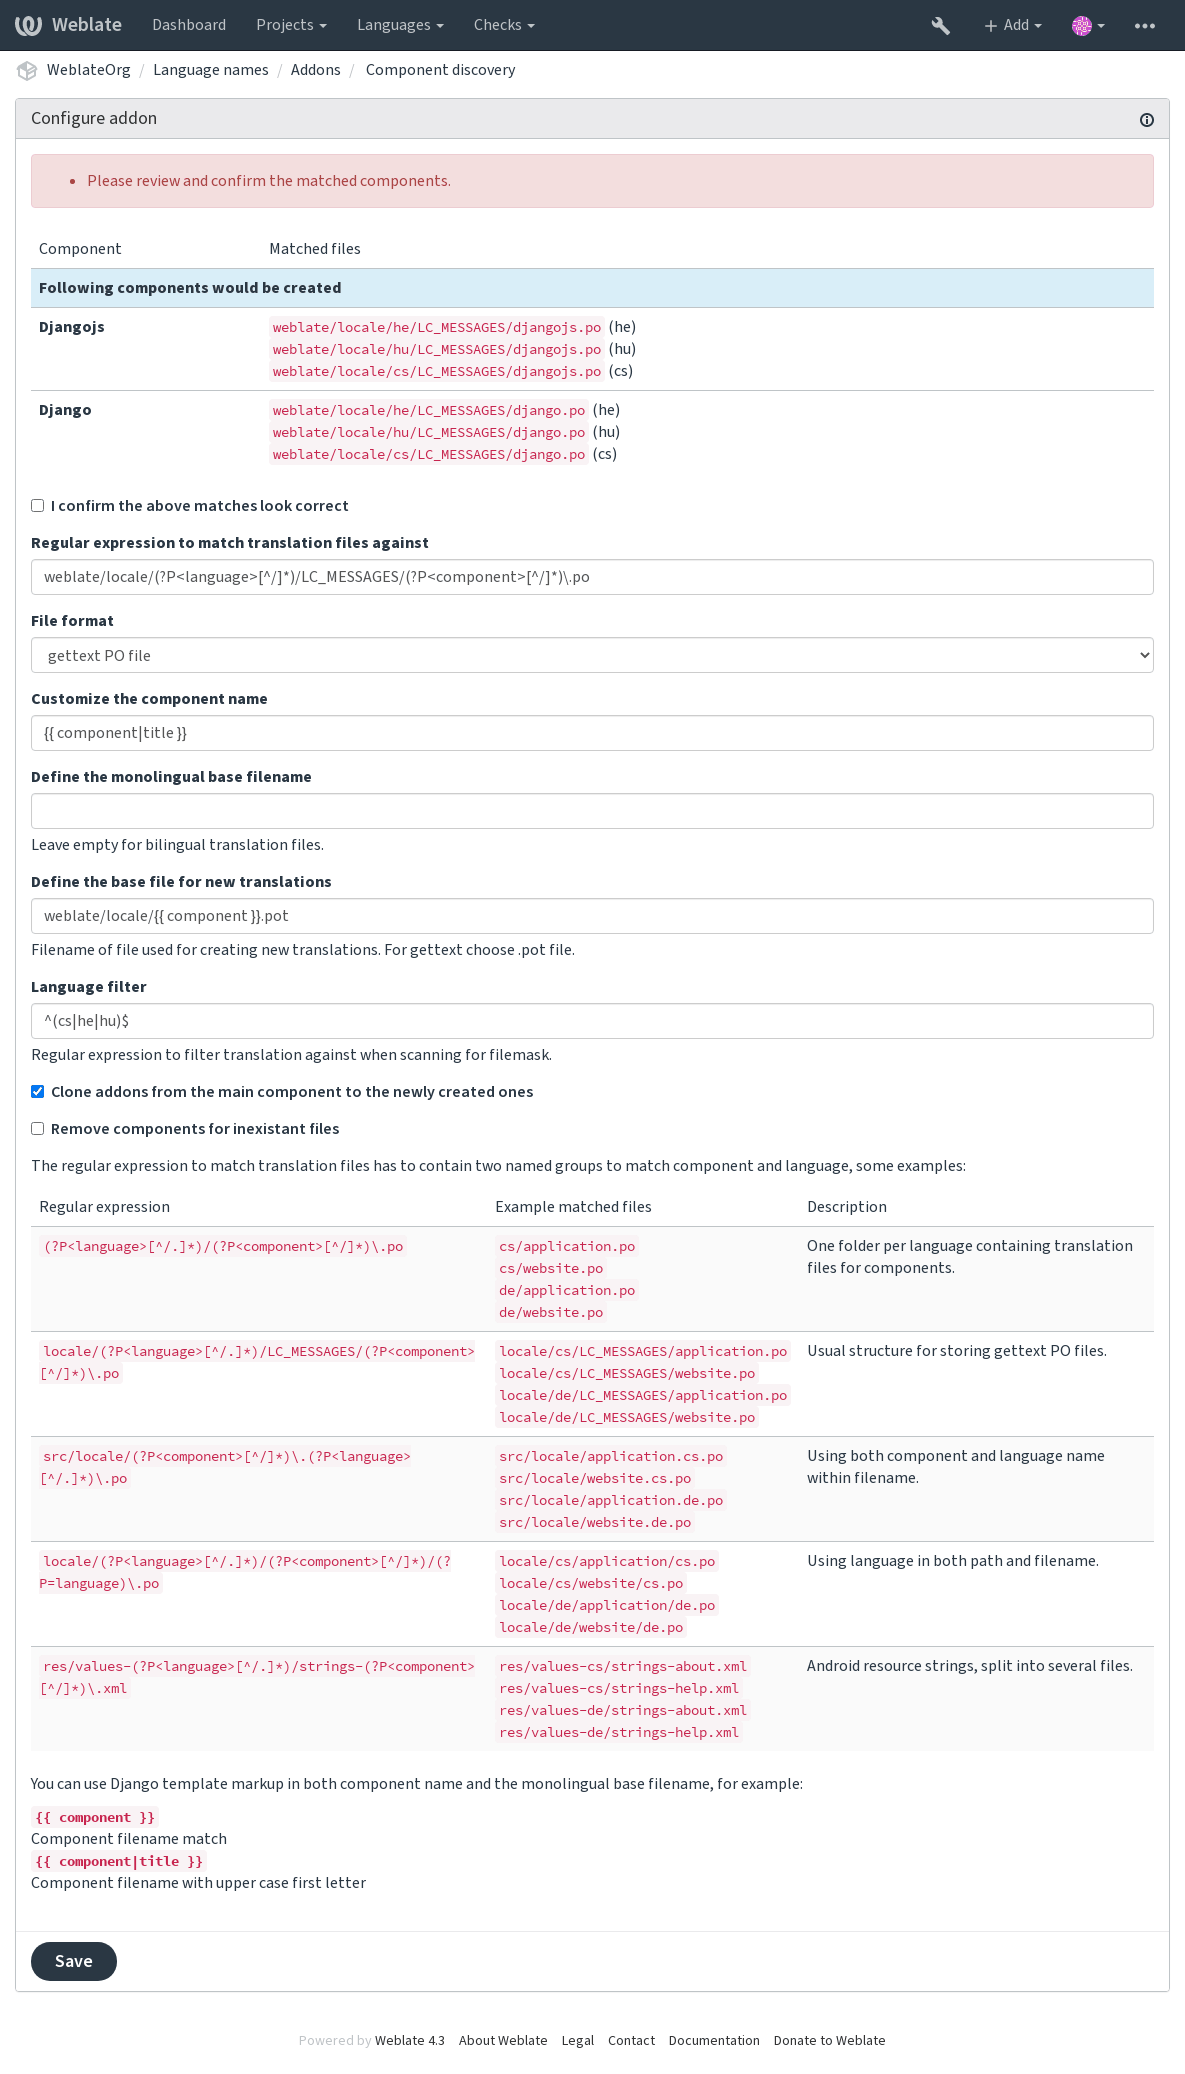 Weblate Dashboard Projects Languages Checks Add
WeblateOrg / Language names / Addons / Component discovery
Configure addon
Please review and confirm the matched components.
Component Matched files
Following components would be created
Djangojs weblate/locale/he/LC_MESSAGES/djangojs.po (he)
weblate/locale/hu/LC_MESSAGES/djangojs.po (hu)
weblate/locale/cs/LC_MESSAGES/djangojs.po (cs)
Django weblate/locale/he/LC_MESSAGES/django.po (he)
weblate/locale/hu/LC_MESSAGES/django.po (hu)
weblate/locale/cs/LC_MESSAGES/django.po (cs)
I confirm the above matches look correct
Regular expression to match translation files against
weblate/locale/(?P<language>[^/]*)/LC_MESSAGES/(?P<component>[^/]*)\.po
File format
gettext PO file
Customize the component name
{{ component|title }}
Define the monolingual base filename
Leave empty for bilingual translation files.
Define the base file for new translations
weblate/locale/{{ component }}.pot
Filename of file used for creating new translations. For gettext choose .pot file.
Language filter
^(cs|he|hu)$
Regular expression to filter translation against when scanning for filemask.
Clone addons from the main component to the newly created ones
Remove components for inexistant files
The regular expression to match translation files has to contain two named groups to match component and language, some examples:
Regular expression Example matched files Description
(?P<language>[^/.]*)/(?P<component>[^/]*)\.po cs/application.po One folder per language containing translation
cs/website.po files for components.
de/application.po
de/website.po
locale/(?P<language>[^/.]*)/LC_MESSAGES/(?P<component> locale/cs/LC_MESSAGES/application.po Usual structure for storing gettext PO files.
[^/]*)\.po locale/cs/LC_MESSAGES/website.po
locale/de/LC_MESSAGES/application.po
locale/de/LC_MESSAGES/website.po
src/locale/(?P<component>[^/]*)\.(?P<language> src/locale/application.cs.po Using both component and language name
[^/.]*)\.po src/locale/website.cs.po within filename.
src/locale/application.de.po
src/locale/website.de.po
locale/(?P<language>[^/.]*)/(?P<component>[^/]*)/(? locale/cs/application/cs.po Using language in both path and filename.
P=language)\.po locale/cs/website/cs.po
locale/de/application/de.po
locale/de/website/de.po
res/values-(?P<language>[^/.]*)/strings-(?P<component> res/values-cs/strings-about.xml Android resource strings, split into several files.
[^/]*)\.xml res/values-cs/strings-help.xml
res/values-de/strings-about.xml
res/values-de/strings-help.xml
You can use Django template markup in both component name and the monolingual base filename, for example:
{{ component }}
Component filename match
{{ component|title }}
Component filename with upper case first letter
Save
Powered by Weblate 4.3 About Weblate Legal Contact Documentation Donate to Weblate